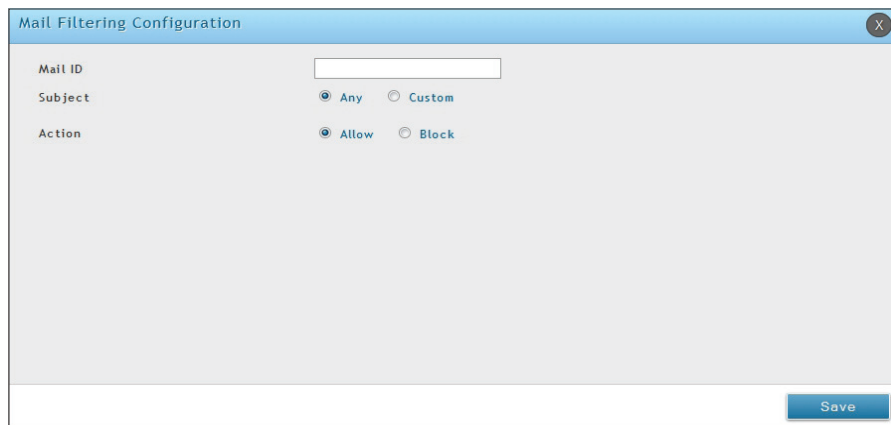 Mail Filtering Configuration
X
Mail ID
Subject Any Custom
Action Allow Block
Save